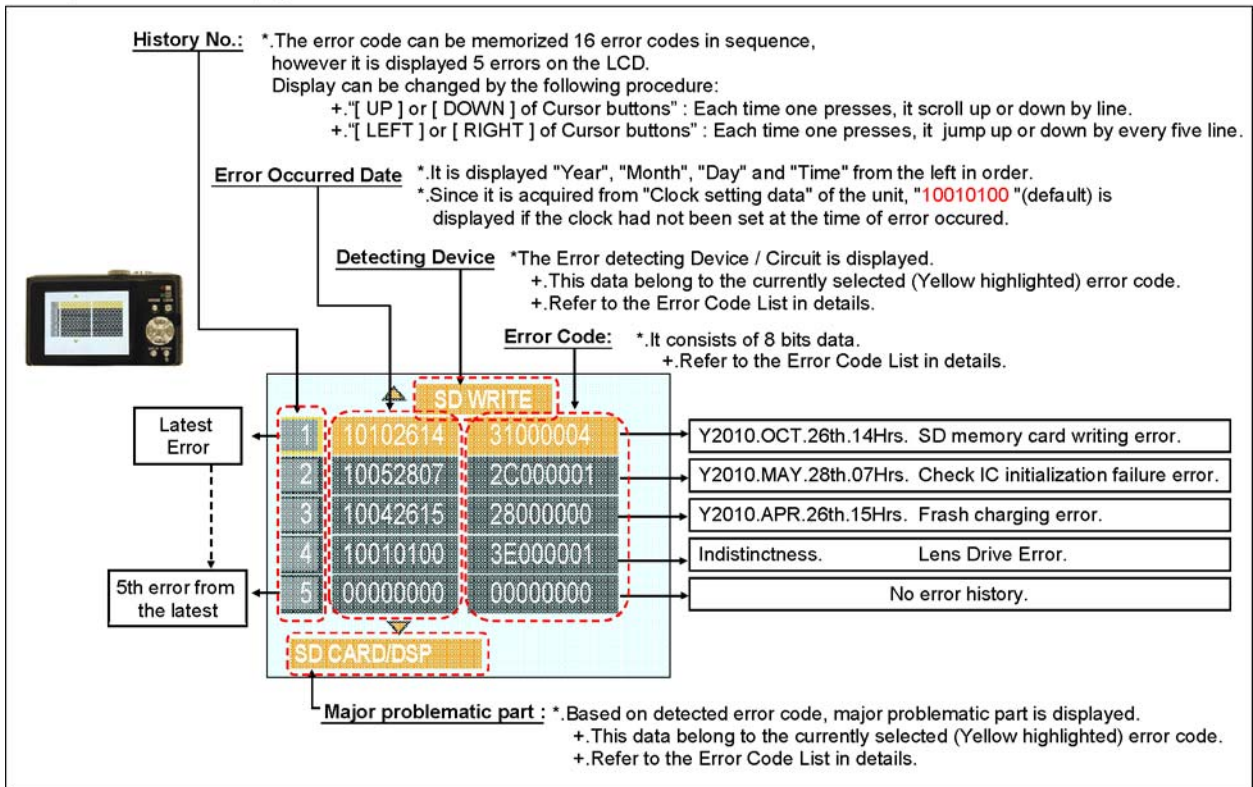 History No.: *.The error code can be memorized 16 error codes in sequence,
however it is displayed 5 errors on the LCD.
Display can be changed by the following procedure:
+."[ UP ] or [ DOWN ] of Cursor buttons" : Each time one presses, it scroll up or down by line.
+."[ LEFT ] or [ RIGHT ] of Cursor buttons" : Each time one presses, it jump up or down by every five line.
Error Occurred Date *.It is displayed "Year", "Month", "Day" and "Time" from the left in order.
*.Since it is acquired from "Clock setting data" of the unit, "10010100 "(default) is
displayed if the clock had not been set at the time of error occured.
Detecting Device *The Error detecting Device / Circuit is displayed.
+.This data belong to the currently selected (Yellow highlighted) error code.
+.Refer to the Error Code List in details.
Error Code: *.It consists of 8 bits data.
+.Refer to the Error Code List in details.
SD WRITE
Latest
Error
1 10102614 31000004 Y2010.OCT.26th.14Hrs. SD memory card writing error.
2 10052807 2C000001 Y2010.MAY.28th.07Hrs. Check IC initialization failure error.
3 10042615 28000000 Y2010.APR.26th.15Hrs. Frash charging error.
4 10010100 3E000001 Indistinctness. Lens Drive Error.
5th error from
the latest
5 00000000 00000000 No error history.
SD CARD/DSP
Major problematic part : *.Based on detected error code, major problematic part is displayed.
+.This data belong to the currently selected (Yellow highlighted) error code.
+.Refer to the Error Code List in details.